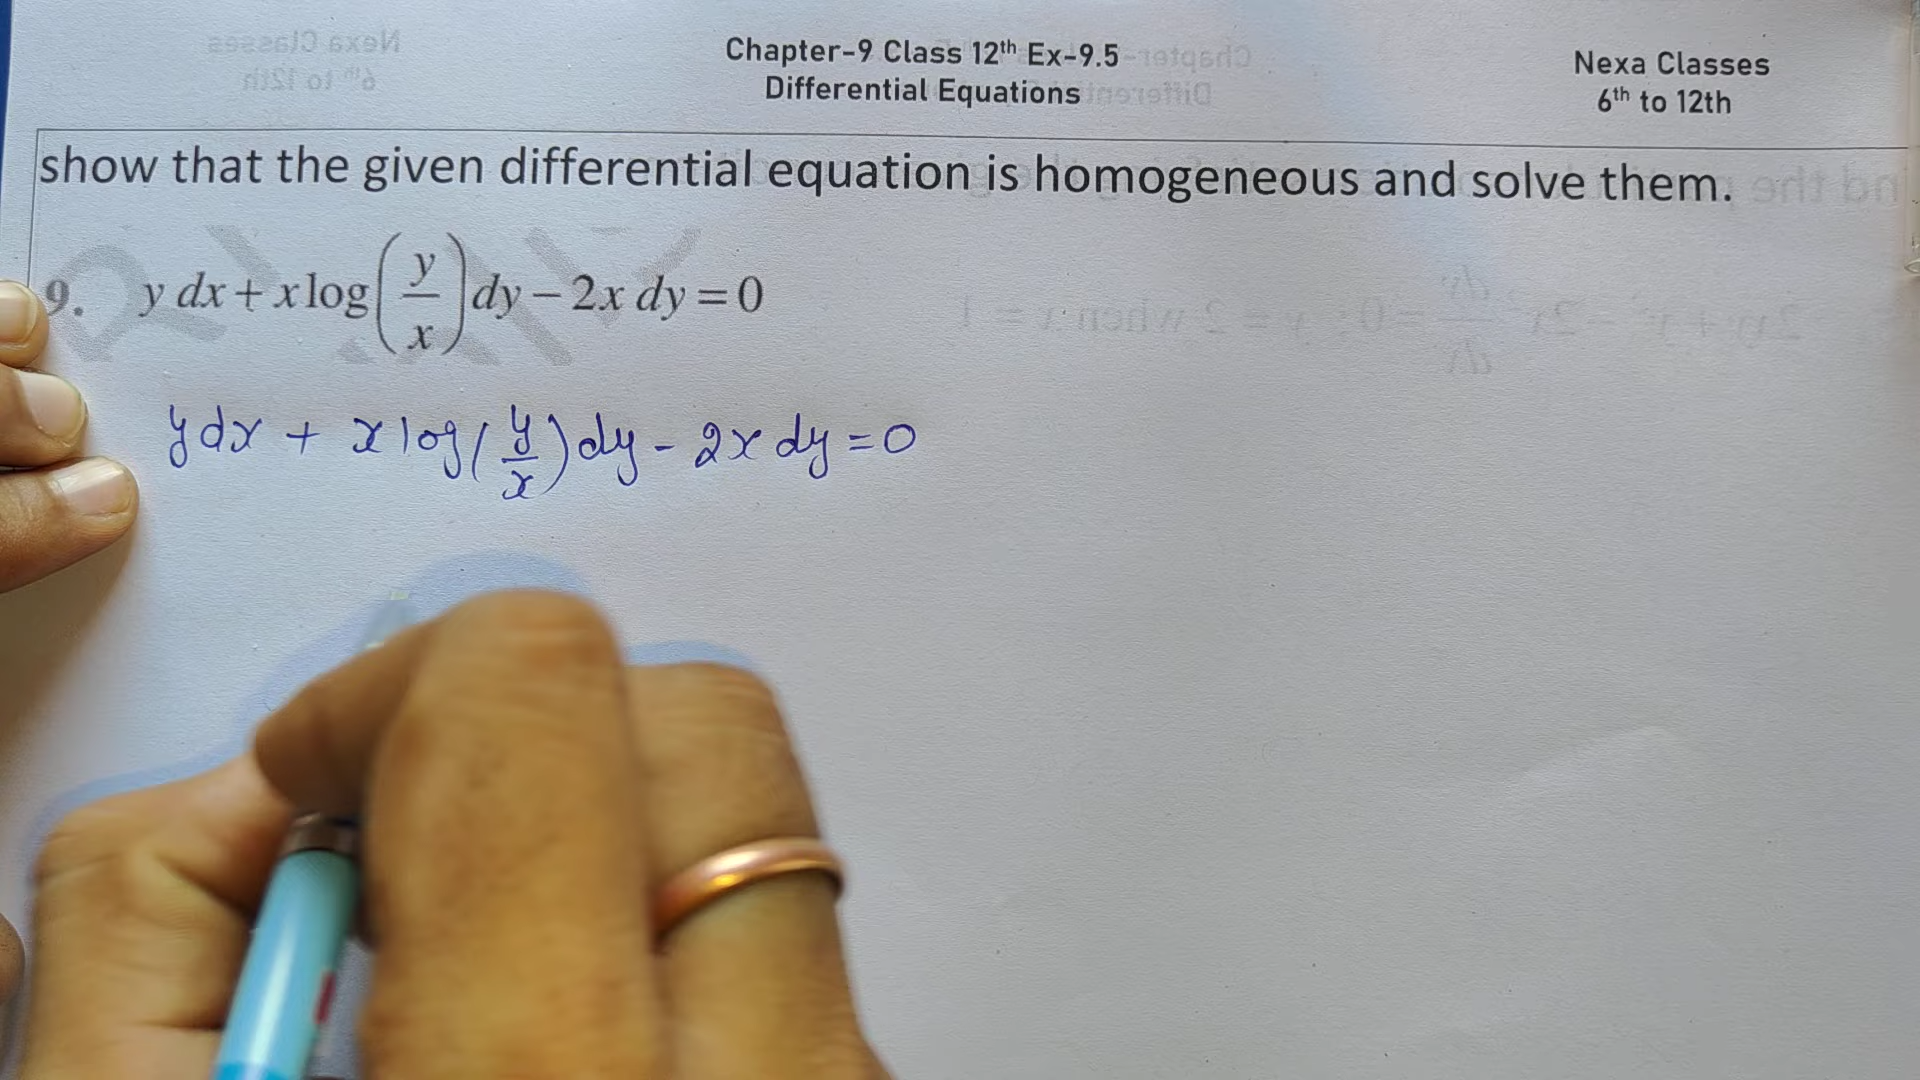 Chapter-9 Class 12th Ex-9.5
Differential Equations
Nexa Classes
6th to 12th
show that the given differential equation is homogeneous and solve them.
9. y dx + x log(y/x) dy − 2x dy = 0
y dx + x log(y/x) dy - 2x dy = 0